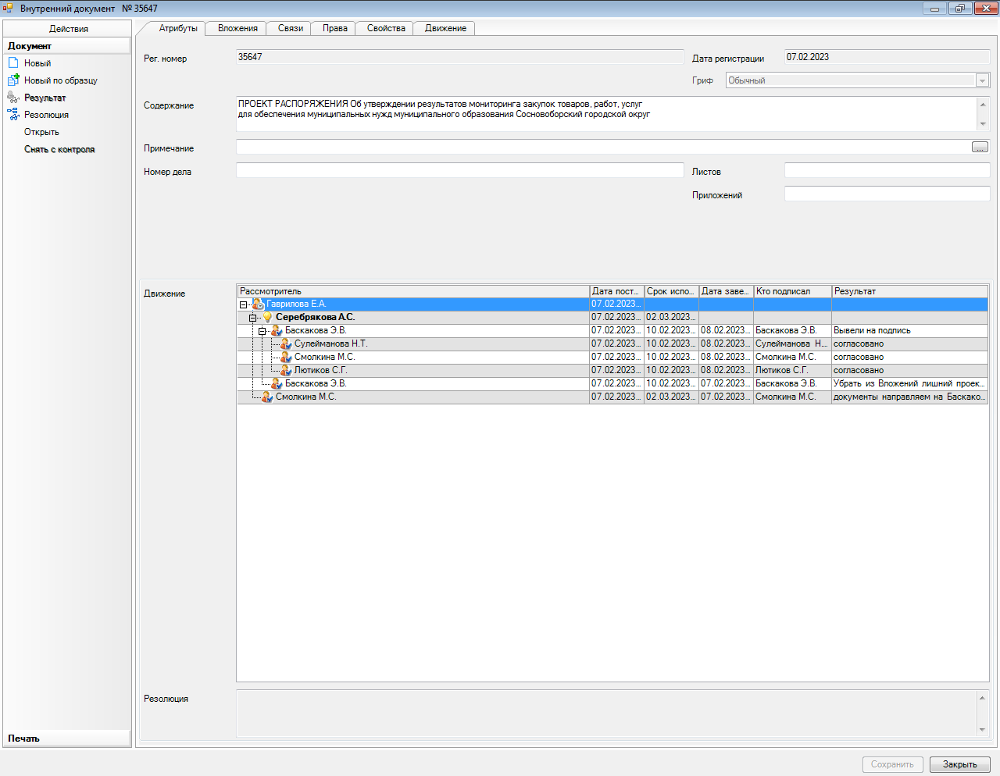 Внутренний документ № 35647
Действия
Документ
Новый
Новый по образцу
Результат
Резолюция
Открыть
Снять с контроля
Печать
Атрибуты Вложения Связи Права Свойства Движение
Рег. номер 35647 Дата регистрации 07.02.2023
Гриф Обычный
Содержание ПРОЕКТ РАСПОРЯЖЕНИЯ Об утверждении результатов мониторинга закупок товаров, работ, услуг
для обеспечения муниципальных нужд муниципального образования Сосновоборский городской округ
Примечание ...
Номер дела Листов
Приложений
Движение
Рассмотритель Дата пост... Срок испо... Дата заве... Кто подписал Результат
Гаврилова Е.А. 07.02.2023...
Серебрякова А.С. 07.02.2023... 02.03.2023...
Баскакова Э.В. 07.02.2023... 10.02.2023... 08.02.2023... Баскакова Э.В. Вывели на подпись
Сулейманова Н.Т. 07.02.2023... 10.02.2023... 08.02.2023... Сулейманова Н... согласовано
Смолкина М.С. 07.02.2023... 10.02.2023... 08.02.2023... Смолкина М.С. согласовано
Лютиков С.Г. 07.02.2023... 10.02.2023... 08.02.2023... Лютиков С.Г. согласовано
Баскакова Э.В. 07.02.2023... 10.02.2023... 07.02.2023... Баскакова Э.В. Убрать из Вложений лишний проек...
Смолкина М.С. 07.02.2023... 02.03.2023... 07.02.2023... Смолкина М.С. документы направляем на Баскако...
Резолюция
Сохранить Закрыть